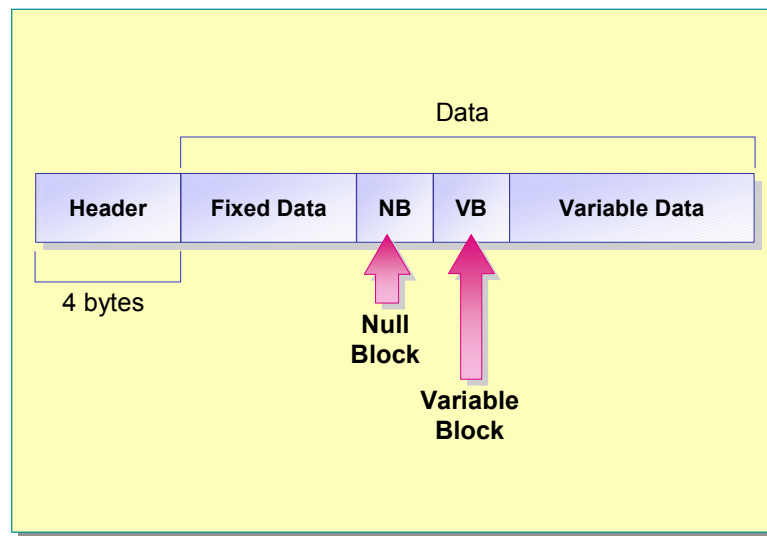 Data
Header Fixed Data NB VB Variable Data
4 bytes
Null
Block
Variable
Block